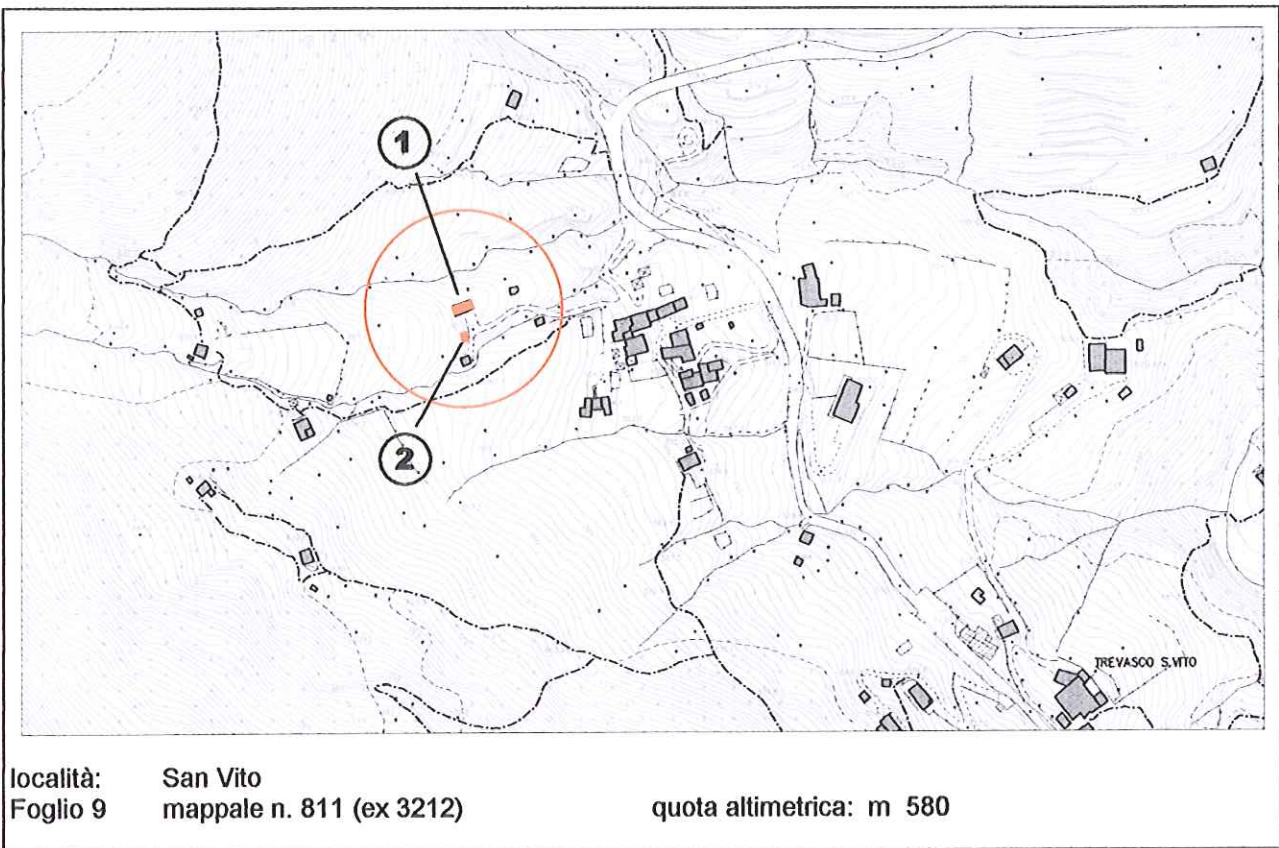 1
2
TREVASCO S.VITO
località: San Vito
Foglio 9 mappale n. 811 (ex 3212) quota altimetrica: m 580